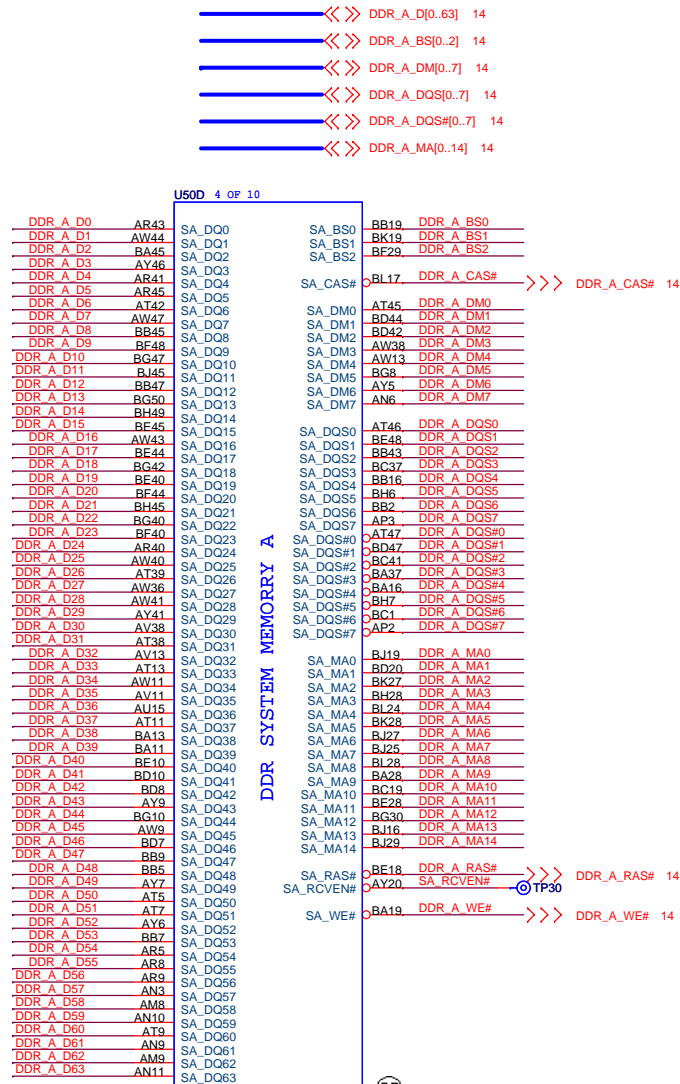 DDR_A_D[0..63] 14
DDR_A_BS[0..2] 14
DDR_A_DM[0..7] 14
DDR_A_DQS[0..7] 14
DDR_A_DQS#[0..7] 14
DDR_A_MA[0..14] 14
U50D 4 OF 10
DDR_A_D0 AR43 SA_DQ0
DDR_A_D1 AW44 SA_DQ1
DDR_A_D2 BA45 SA_DQ2
DDR_A_D3 AY46 SA_DQ3
DDR_A_D4 AR41 SA_DQ4
DDR_A_D5 AR45 SA_DQ5
DDR_A_D6 AT42 SA_DQ6
DDR_A_D7 AW47 SA_DQ7
DDR_A_D8 BB45 SA_DQ8
DDR_A_D9 BF48 SA_DQ9
DDR_A_D10 BG47 SA_DQ10
DDR_A_D11 BJ45 SA_DQ11
DDR_A_D12 BB47 SA_DQ12
DDR_A_D13 BG50 SA_DQ13
DDR_A_D14 BH49 SA_DQ14
DDR_A_D15 BE45 SA_DQ15
DDR_A_D16 AW43 SA_DQ16
DDR_A_D17 BE44 SA_DQ17
DDR_A_D18 BG42 SA_DQ18
DDR_A_D19 BE40 SA_DQ19
DDR_A_D20 BF44 SA_DQ20
DDR_A_D21 BH45 SA_DQ21
DDR_A_D22 BG40 SA_DQ22
DDR_A_D23 BF40 SA_DQ23
DDR_A_D24 AR40 SA_DQ24
DDR_A_D25 AW40 SA_DQ25
DDR_A_D26 AT39 SA_DQ26
DDR_A_D27 AW36 SA_DQ27
DDR_A_D28 AW41 SA_DQ28
DDR_A_D29 AY41 SA_DQ29
DDR_A_D30 AV38 SA_DQ30
DDR_A_D31 AT38 SA_DQ31
DDR_A_D32 AV13 SA_DQ32
DDR_A_D33 AT13 SA_DQ33
DDR_A_D34 AW11 SA_DQ34
DDR_A_D35 AV11 SA_DQ35
DDR_A_D36 AU15 SA_DQ36
DDR_A_D37 AT11 SA_DQ37
DDR_A_D38 BA13 SA_DQ38
DDR_A_D39 BA11 SA_DQ39
DDR_A_D40 BE10 SA_DQ40
DDR_A_D41 BD10 SA_DQ41
DDR_A_D42 BD8 SA_DQ42
DDR_A_D43 AY9 SA_DQ43
DDR_A_D44 BG10 SA_DQ44
DDR_A_D45 AW9 SA_DQ45
DDR_A_D46 BD7 SA_DQ46
DDR_A_D47 BB9 SA_DQ47
DDR_A_D48 BB5 SA_DQ48
DDR_A_D49 AY7 SA_DQ49
DDR_A_D50 AT5 SA_DQ50
DDR_A_D51 AT7 SA_DQ51
DDR_A_D52 AY6 SA_DQ52
DDR_A_D53 BB7 SA_DQ53
DDR_A_D54 AR5 SA_DQ54
DDR_A_D55 AR8 SA_DQ55
DDR_A_D56 AR9 SA_DQ56
DDR_A_D57 AN3 SA_DQ57
DDR_A_D58 AM8 SA_DQ58
DDR_A_D59 AN10 SA_DQ59
DDR_A_D60 AT9 SA_DQ60
DDR_A_D61 AN9 SA_DQ61
DDR_A_D62 AM9 SA_DQ62
DDR_A_D63 AN11 SA_DQ63
DDR SYSTEM MEMORRY A
SA_BS0 BB19 DDR_A_BS0
SA_BS1 BK19 DDR_A_BS1
SA_BS2 BF29 DDR_A_BS2
SA_CAS# BL17 DDR_A_CAS# DDR_A_CAS# 14
SA_DM0 AT45 DDR_A_DM0
SA_DM1 BD44 DDR_A_DM1
SA_DM2 BD42 DDR_A_DM2
SA_DM3 AW38 DDR_A_DM3
SA_DM4 AW13 DDR_A_DM4
SA_DM5 BG8 DDR_A_DM5
SA_DM6 AY5 DDR_A_DM6
SA_DM7 AN6 DDR_A_DM7
SA_DQS0 AT46 DDR_A_DQS0
SA_DQS1 BE48 DDR_A_DQS1
SA_DQS2 BB43 DDR_A_DQS2
SA_DQS3 BC37 DDR_A_DQS3
SA_DQS4 BB16 DDR_A_DQS4
SA_DQS5 BH6 DDR_A_DQS5
SA_DQS6 BB2 DDR_A_DQS6
SA_DQS7 AP3 DDR_A_DQS7
SA_DQS#0 AT47 DDR_A_DQS#0
SA_DQS#1 BD47 DDR_A_DQS#1
SA_DQS#2 BC41 DDR_A_DQS#2
SA_DQS#3 BA37 DDR_A_DQS#3
SA_DQS#4 BA16 DDR_A_DQS#4
SA_DQS#5 BH7 DDR_A_DQS#5
SA_DQS#6 BC1 DDR_A_DQS#6
SA_DQS#7 AP2 DDR_A_DQS#7
SA_MA0 BJ19 DDR_A_MA0
SA_MA1 BD20 DDR_A_MA1
SA_MA2 BK27 DDR_A_MA2
SA_MA3 BH28 DDR_A_MA3
SA_MA4 BL24 DDR_A_MA4
SA_MA5 BK28 DDR_A_MA5
SA_MA6 BJ27 DDR_A_MA6
SA_MA7 BJ25 DDR_A_MA7
SA_MA8 BL28 DDR_A_MA8
SA_MA9 BA28 DDR_A_MA9
SA_MA10 BC19 DDR_A_MA10
SA_MA11 BE28 DDR_A_MA11
SA_MA12 BG30 DDR_A_MA12
SA_MA13 BJ16 DDR_A_MA13
SA_MA14 BJ29 DDR_A_MA14
SA_RAS# BE18 DDR_A_RAS# DDR_A_RAS# 14
SA_RCVEN# AY20 SA_RCVEN# TP30
SA_WE# BA19 DDR_A_WE# DDR_A_WE# 14